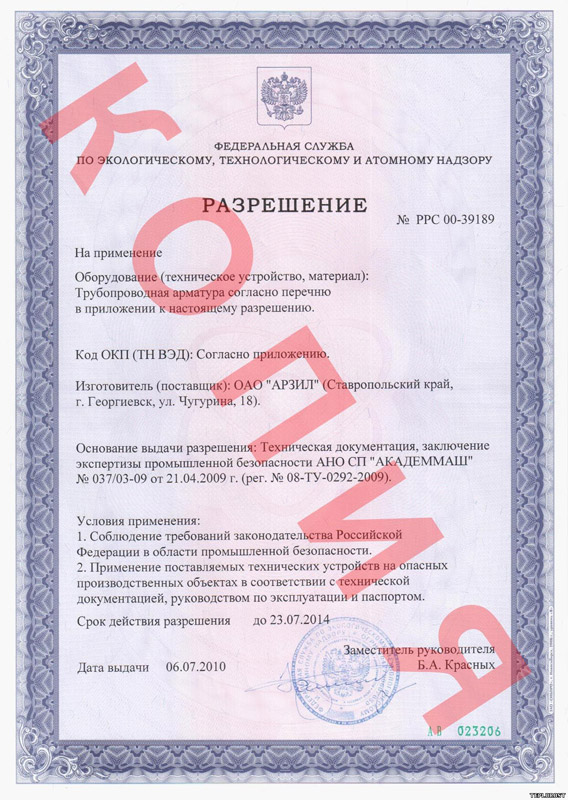 ФЕДЕРАЛЬНАЯ СЛУЖБА
ПО ЭКОЛОГИЧЕСКОМУ, ТЕХНОЛОГИЧЕСКОМУ И АТОМНОМУ НАДЗОРУ
РАЗРЕШЕНИЕ
№ РРС 00-39189
На применение
Оборудование (техническое устройство, материал):
Трубопроводная арматура согласно перечню
в приложении к настоящему разрешению.
Код ОКП (ТН ВЭД): Согласно приложению.
Изготовитель (поставщик): ОАО "АРЗИЛ" (Ставропольский край,
г. Георгиевск, ул. Чугурина, 18).
Основание выдачи разрешения: Техническая документация, заключение
экспертизы промышленной безопасности АНО СП "АКАДЕММАШ"
№ 037/03-09 от 21.04.2009 г. (рег. № 08-ТУ-0292-2009).
Условия применения:
1. Соблюдение требований законодательства Российской
Федерации в области промышленной безопасности.
2. Применение поставляемых технических устройств на опасных
производственных объектах в соответствии с технической
документацией, руководством по эксплуатации и паспортом.
Срок действия разрешения до 23.07.2014
Заместитель руководителя
Дата выдачи 06.07.2010 Б.А. Красных
АВ 023206
КОПИЯ